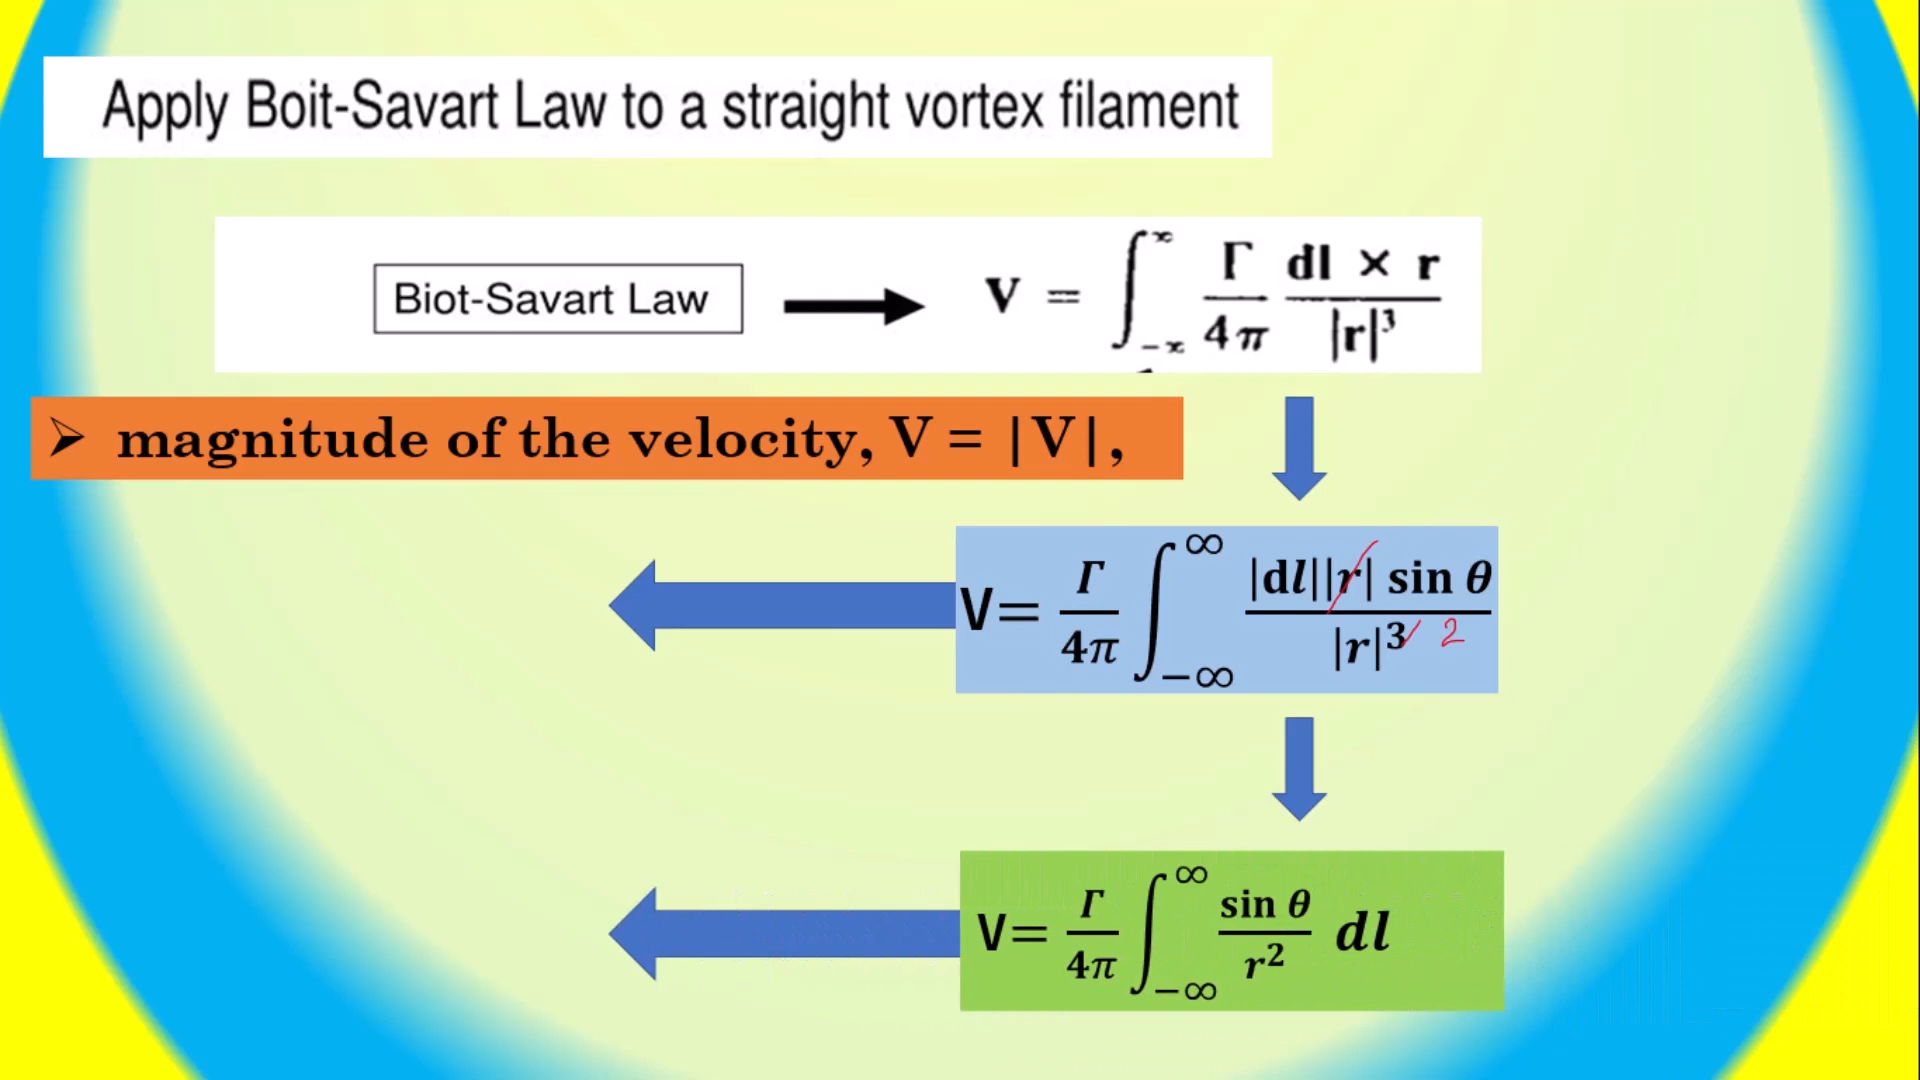 Apply Boit-Savart Law to a straight vortex filament
Biot-Savart Law
V = ∫_{-∞}^{∞} Γ/4π dl × r/|r|³
➢ magnitude of the velocity, V = |V|,
V= Γ/4π ∫_{-∞}^{∞} |dl||r| sin θ/|r|³ 2
V= Γ/4π ∫_{-∞}^{∞} sin θ/r² dl